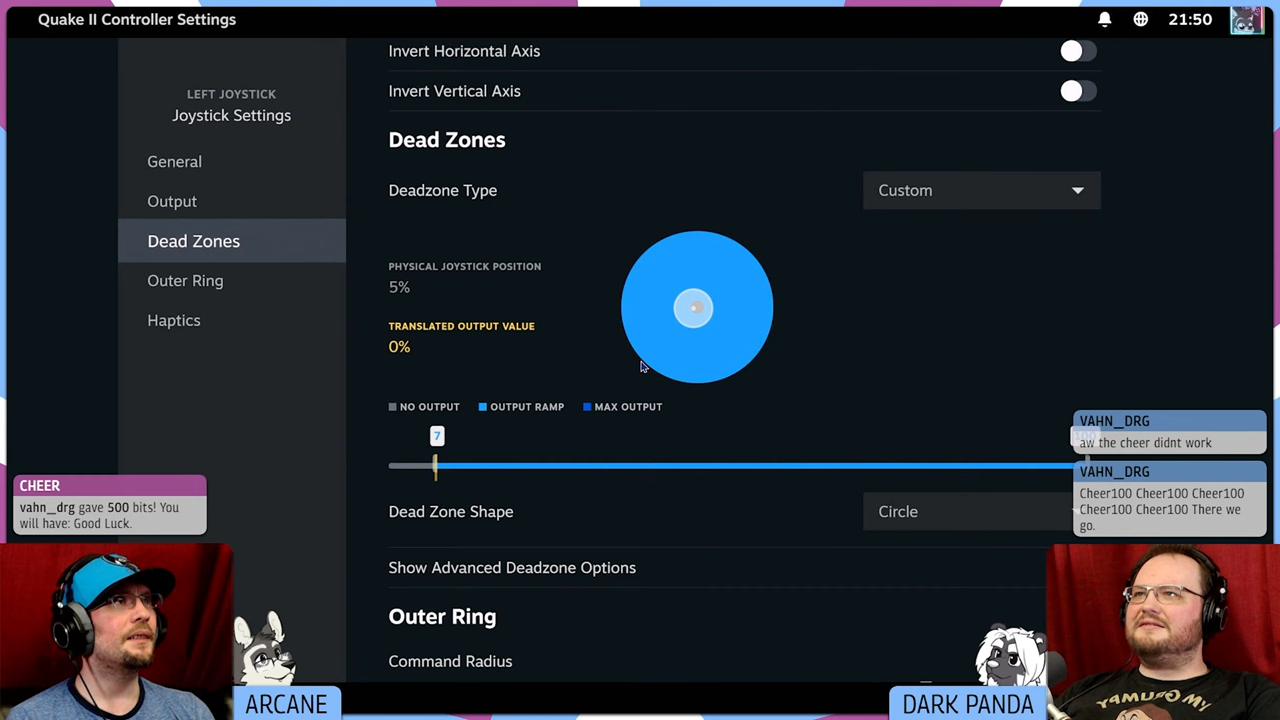 Quake II Controller Settings
21:50
Invert Horizontal Axis
LEFT JOYSTICK
Joystick Settings
Invert Vertical Axis
General
Dead Zones
Output
Deadzone Type
Custom
Dead Zones
Outer Ring
PHYSICAL JOYSTICK POSITION
5%
Haptics
TRANSLATED OUTPUT VALUE
0%
NO OUTPUT
OUTPUT RAMP
MAX OUTPUT
7
VAHN_DRG
aw the cheer didnt work
VAHN_DRG
Cheer100 Cheer100 Cheer100
Cheer100 Cheer100 There we
go.
CHEER
vahn_drg gave 500 bits! You
will have: Good Luck.
Dead Zone Shape
Circle
Show Advanced Deadzone Options
Outer Ring
Command Radius
ARCANE
DARK PANDA